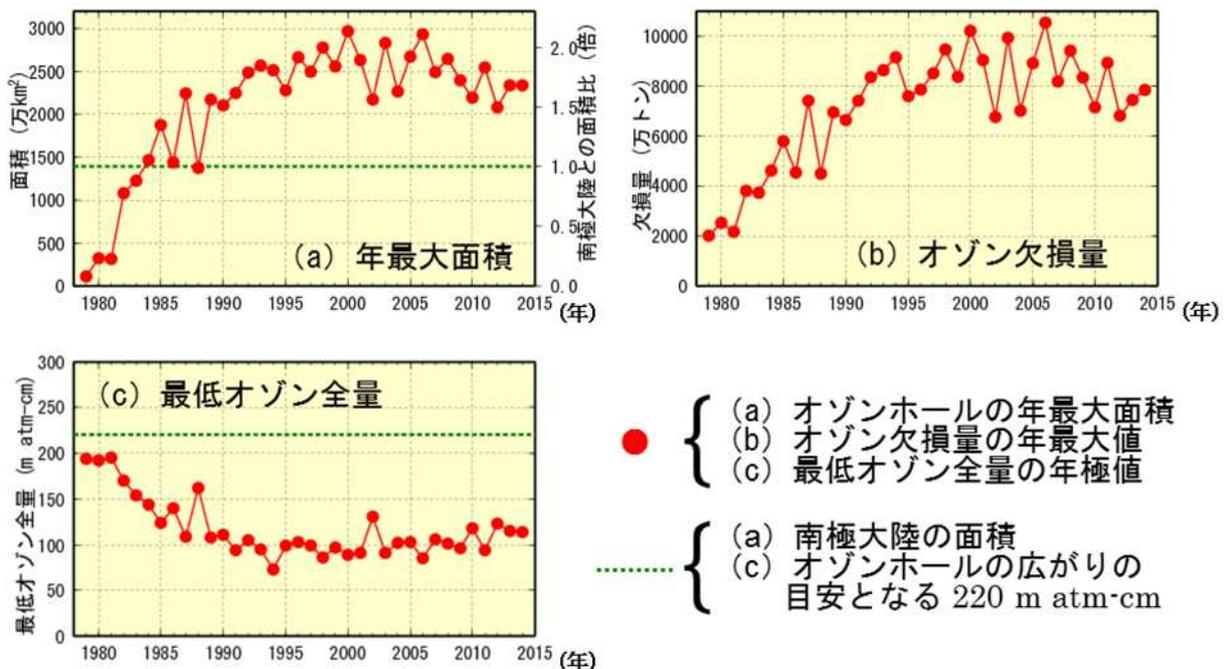 3000
2500
2000
1500
1000
500
0
面積 (万km²)
2.0
1.5
1.0
0.5
0.0
南極大陸との面積比 (倍)
(a) 年最大面積
1980 1985 1990 1995 2000 2005 2010 2015 (年)
10000
8000
6000
4000
2000
0
欠損量 (万トン)
(b) オゾン欠損量
1980 1985 1990 1995 2000 2005 2010 2015 (年)
300
250
200
150
100
50
0
最低オゾン全量 (m atm-cm)
(c) 最低オゾン全量
1980 1985 1990 1995 2000 2005 2010 2015 (年)
(a) オゾンホールの年最大面積
(b) オゾン欠損量の年最大値
(c) 最低オゾン全量の年極値
(a) 南極大陸の面積
(c) オゾンホールの広がりの
目安となる 220 m atm-cm